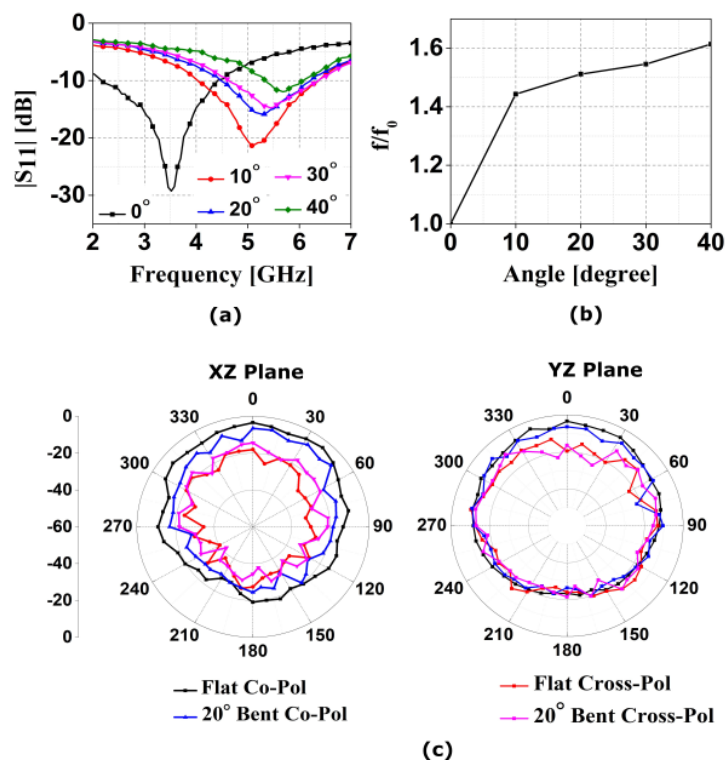 0
-10
-20
-30
|S11| [dB]
0°
10°
20°
30°
40°
2 3 4 5 6 7
Frequency [GHz]
(a)
1.6
1.4
1.2
1.0
f/f0
0 10 20 30 40
Angle [degree]
(b)
XZ Plane
0
-20
-40
-60
-40
-20
0
0
30
60
90
120
150
180
210
240
270
300
330
YZ Plane
0
30
60
90
120
150
180
210
240
270
300
330
Flat Co-Pol
20° Bent Co-Pol
Flat Cross-Pol
20° Bent Cross-Pol
(c)